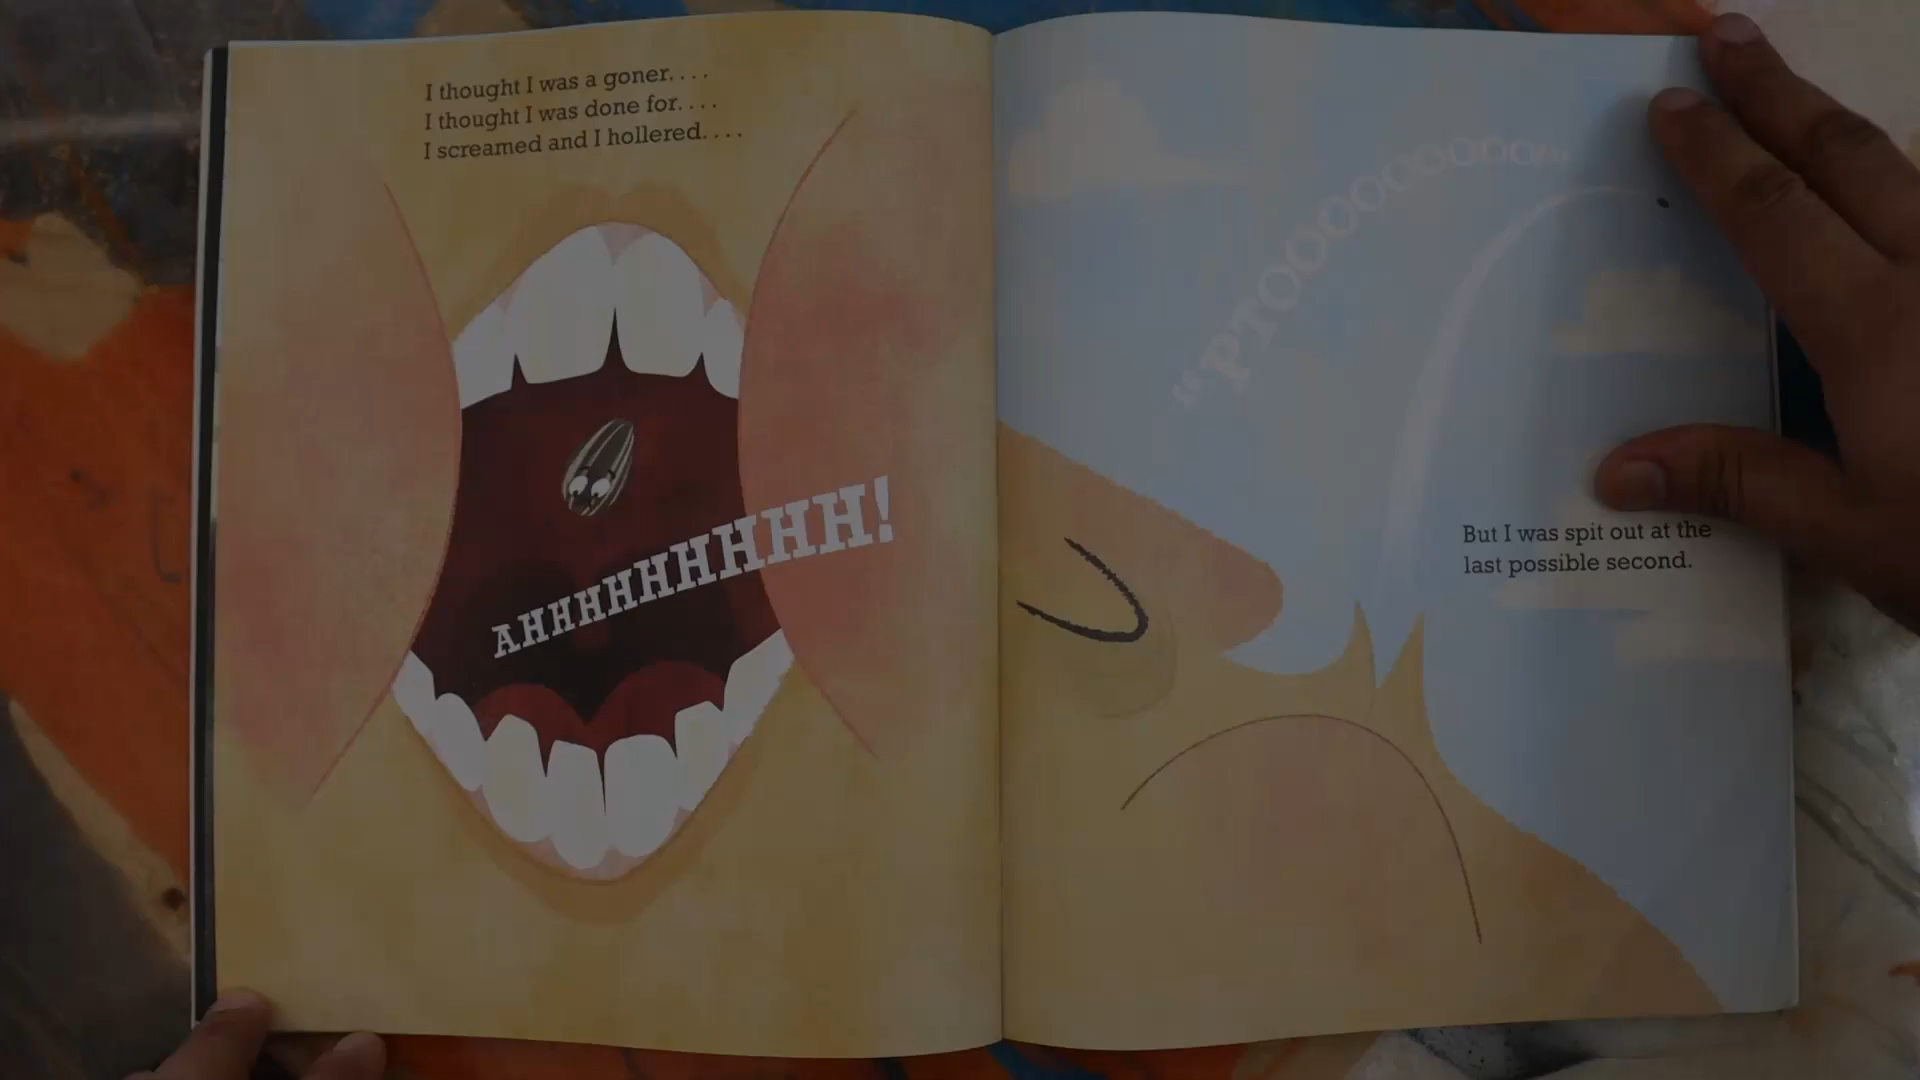 I thought I was a goner....
I thought I was done for....
I screamed and I hollered....
AHHHHHHHHH!
But I was spit out at the
last possible second.